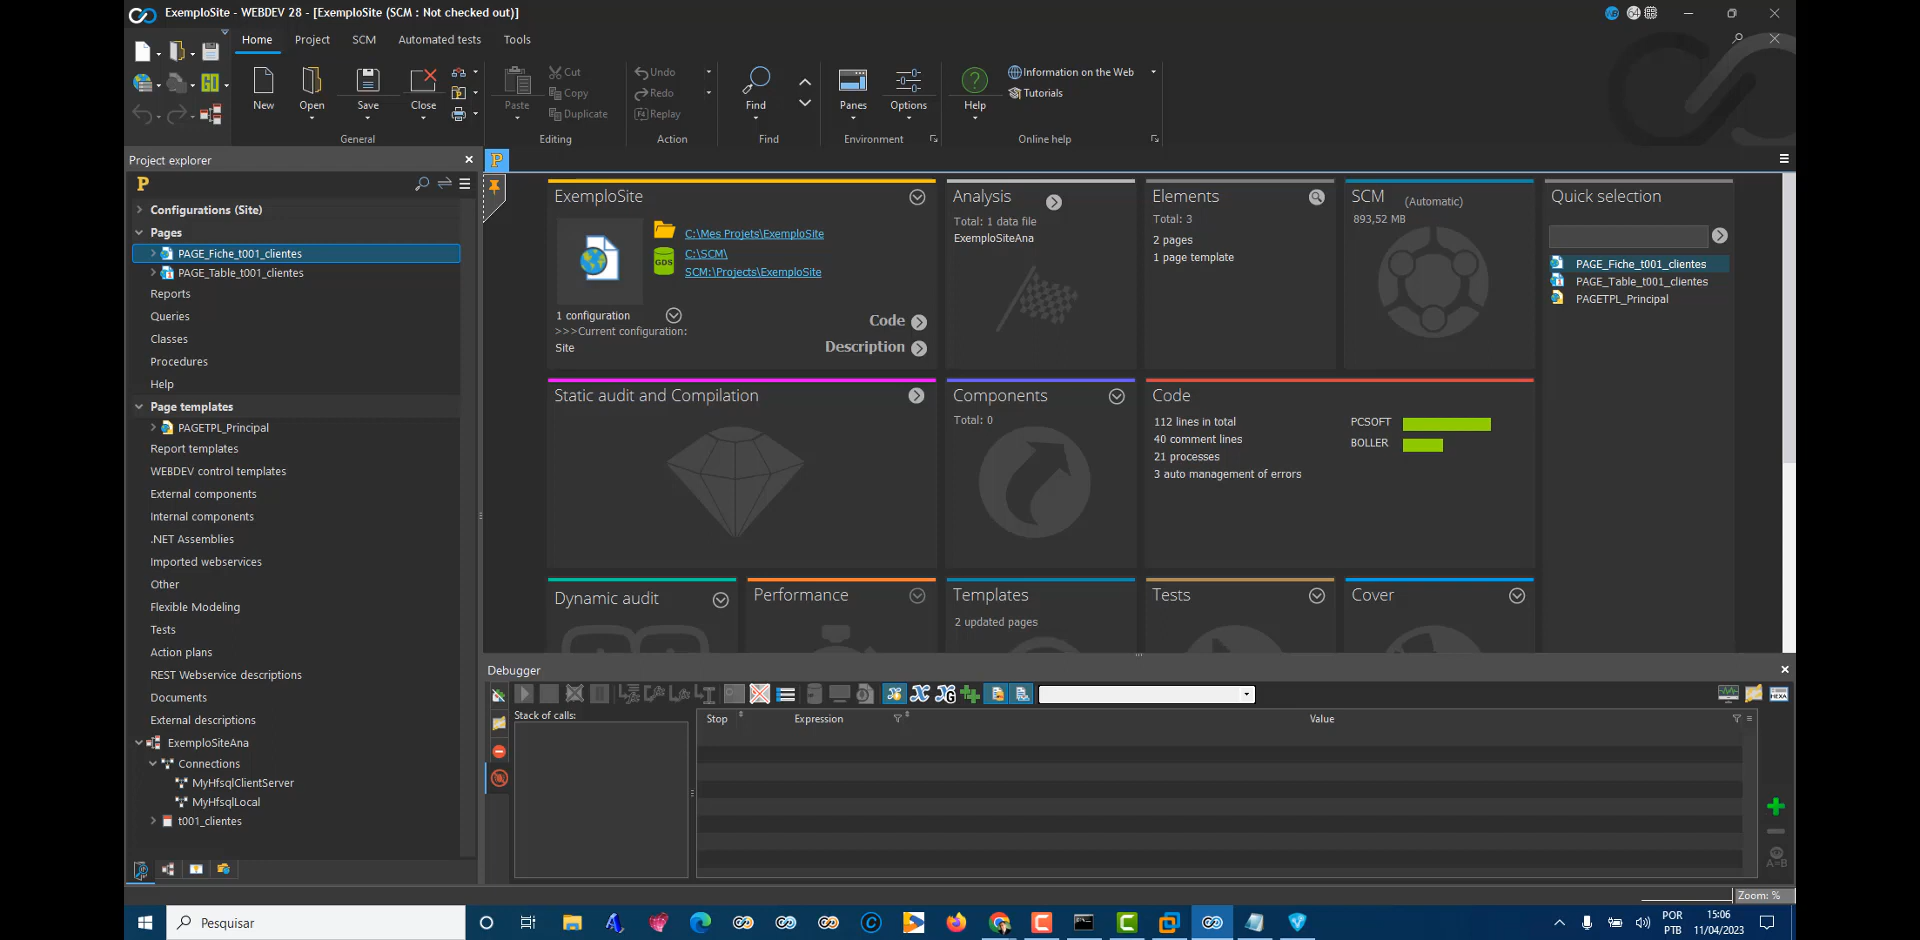 ExemploSite - WEBDEV 28 - [ExemploSite (SCM : Not checked out)]
64
Home Project SCM Automated tests Tools
GO
New Open Save Close
General
Paste Cut Copy Duplicate
Editing
Undo Redo Replay
F4
Action
Find
Find
Panes Options
Environment
Help Information on the Web
Tutorials
Online help
Project explorer
P
P
Configurations (Site)
Pages
PAGE_Fiche_t001_clientes
PAGE_Table_t001_clientes
Reports
Queries
Classes
Procedures
Help
Page templates
PAGETPL_Principal
Report templates
WEBDEV control templates
External components
Internal components
.NET Assemblies
Imported webservices
Other
Flexible Modeling
Tests
Action plans
REST Webservice descriptions
Documents
External descriptions
ExemploSiteAna
Connections
MyHfsqlClientServer
MyHfsqlLocal
t001_clientes
ExemploSite
C:\Mes Projets\ExemploSite
GDS
C:\SCM\
SCM:\Projects\ExemploSite
1 configuration
>>>Current configuration:
Site
Code
Description
Analysis
Total: 1 data file
ExemploSiteAna
Elements
Total: 3
2 pages
1 page template
SCM (Automatic)
893,52 MB
Quick selection
PAGE_Fiche_t001_clientes
PAGE_Table_t001_clientes
PAGETPL_Principal
Static audit and Compilation
Components
Total: 0
Code
112 lines in total
40 comment lines
21 processes
3 auto management of errors
PCSOFT
BOLLER
Dynamic audit
Performance
Templates
2 updated pages
Tests
Cover
Debugger
HEXA
Stack of calls:
Stop Expression Value
A=B
Zoom: %
Pesquisar
POR
PTB
15:06
11/04/2023